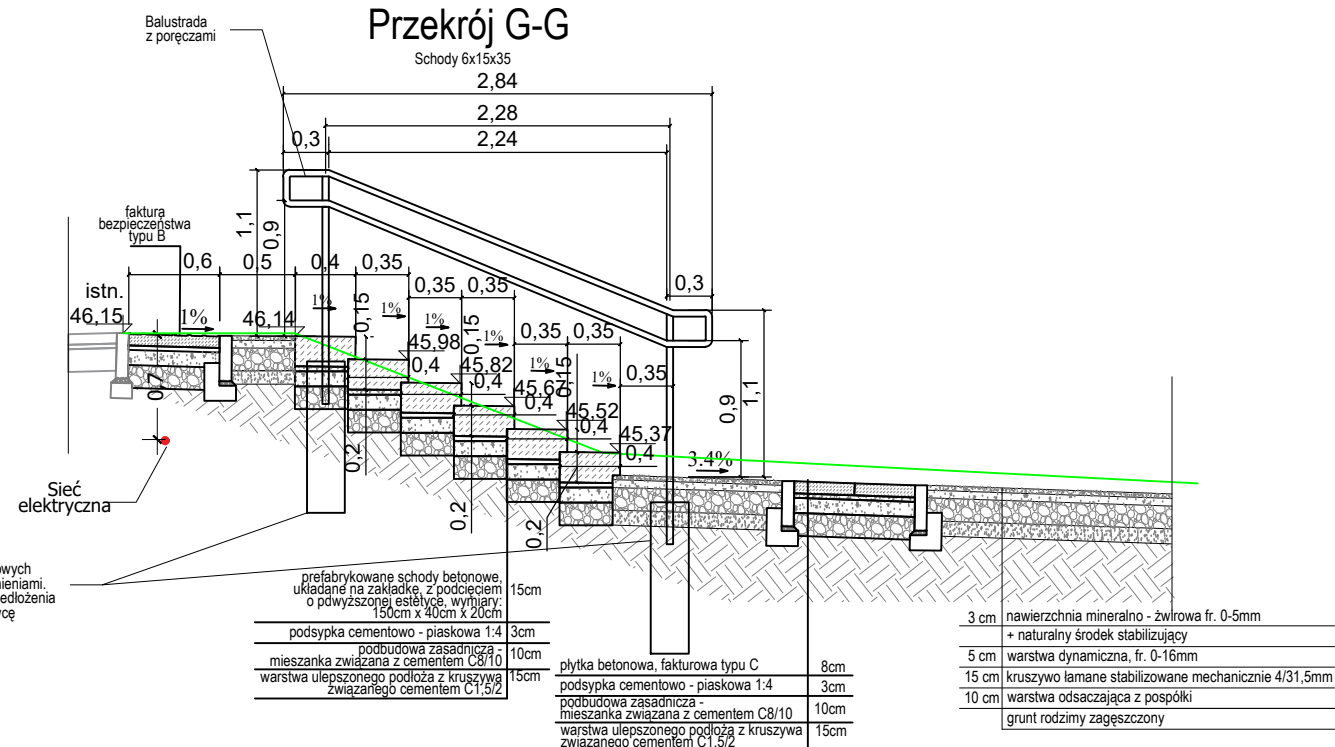 Przekrój G-G
Schody 6x15x35
Balustrada
z poręczami
2,84
2,28
0,3
2,24
1,1
0,9
faktura
bezpieczeństwa
typu B
0,6
0,5
0,4
0,35
0,3
istn.
46,15
1%
46,14
1%
0,15
1%
0,35
0,35
1%
45,98
0,4
0,15
1%
0,35
0,35
45,82
0,4
1%
0,15
1%
0,35
45,67
0,4
45,52
0,4
45,37
0,4
3.4%
0,9
1,1
0,7
0,2
0,2
0,2
Sieć
elektryczna
owych
nieniami.
edłożenia
wcę
prefabrykowane schody betonowe,
układane na zakładkę, z podcięciem
o podwyższonej estetyce, wymiary:
150cm x 40cm x 20cm
15cm
podsypka cementowo - piaskowa 1:4 3cm
podbudowa zasadnicza -
mieszanka związana z cementem C8/10
10cm
warstwa ulepszonego podłoża z kruszywa
związanego cementem C1,5/2
15cm
płytka betonowa, fakturowa typu C 8cm
podsypka cementowo - piaskowa 1:4 3cm
podbudowa zasadnicza -
mieszanka związana z cementem C8/10
10cm
warstwa ulepszonego podłoża z kruszywa
związanego cementem C1,5/2
15cm
3 cm nawierzchnia mineralno - żwirowa fr. 0-5mm
+ naturalny środek stabilizujący
5 cm warstwa dynamiczna, fr. 0-16mm
15 cm kruszywo łamane stabilizowane mechanicznie 4/31,5mm
10 cm warstwa odsaczająca z pospółki
grunt rodzimy zagęszczony